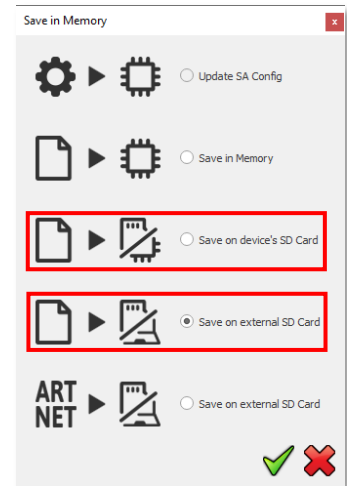 Save in Memory
x
Update SA Config
Save in Memory
Save on device's SD Card
Save on external SD Card
ART
NET
Save on external SD Card